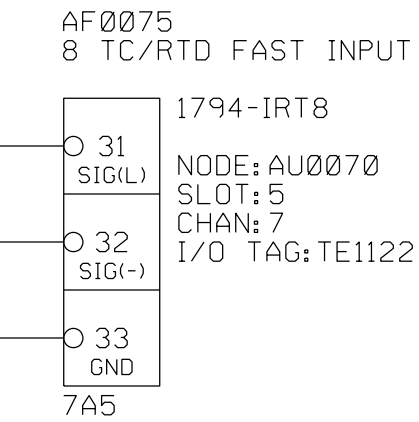 AF0075
8 TC/RTD FAST INPUT
1794-IRT8
31
SIG(L)
NODE:AU0070
SLOT:5
CHAN:7
I/O TAG:TE1122
32
SIG(-)
33
GND
7A5